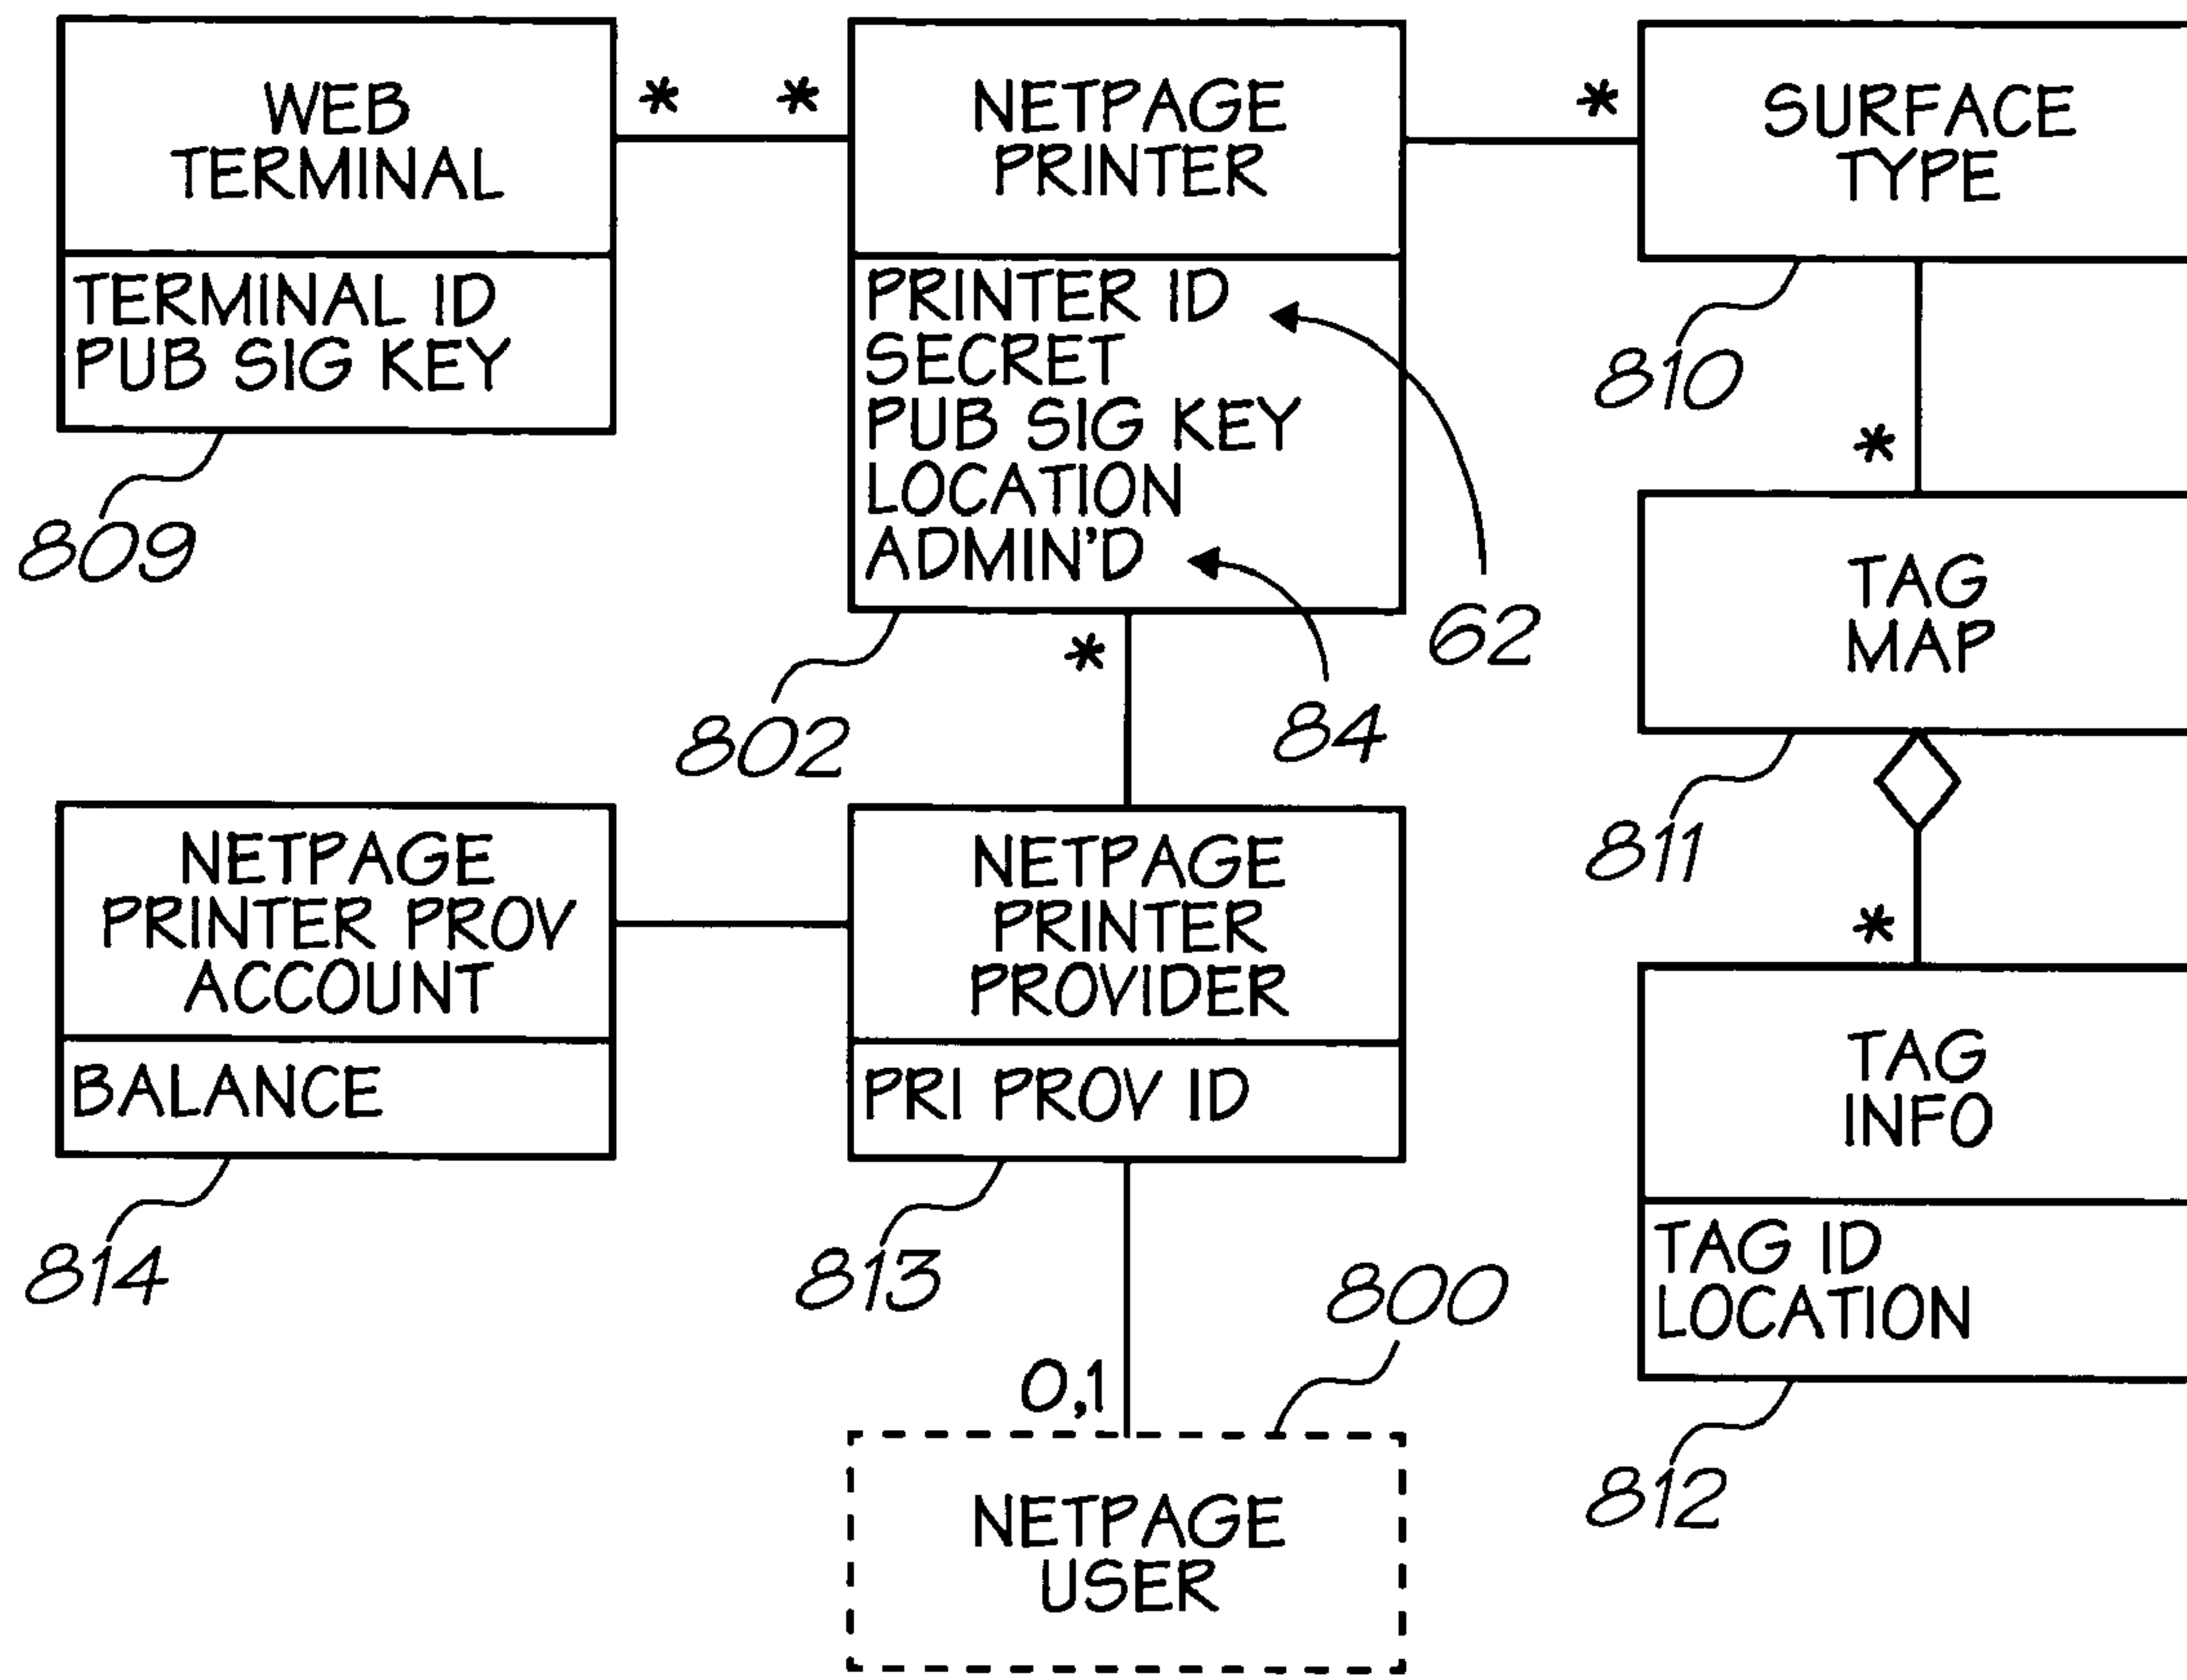 WEB
TERMINAL
* *
NETPAGE
PRINTER
*
SURFACE
TYPE
TERMINAL ID
PUB SIG KEY
809
PRINTER ID
SECRET
PUB SIG KEY
LOCATION
ADMIN'D
62
84
802
*
810
*
TAG
MAP
811
*
NETPAGE
PRINTER PROV
ACCOUNT
BALANCE
814
NETPAGE
PRINTER
PROVIDER
PRI PROV ID
813
TAG
INFO
TAG ID
LOCATION
812
800
0,1
NETPAGE
USER